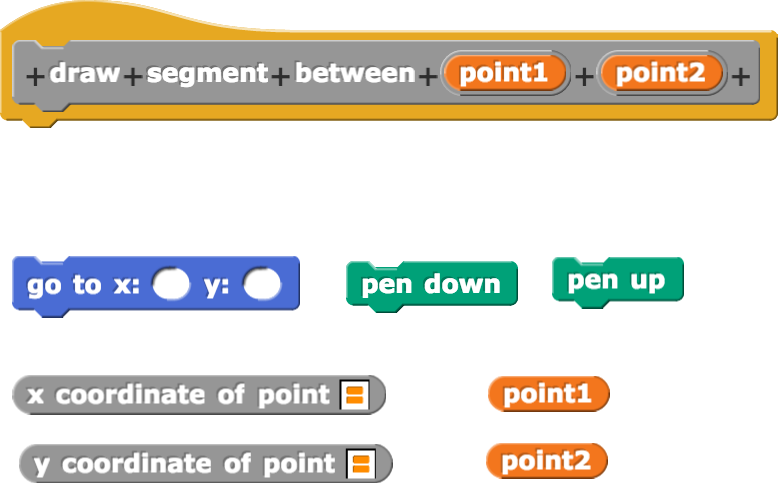 + draw + segment + between + point1 + point2 +
go to x: y: pen down pen up
x coordinate of point point1
y coordinate of point point2